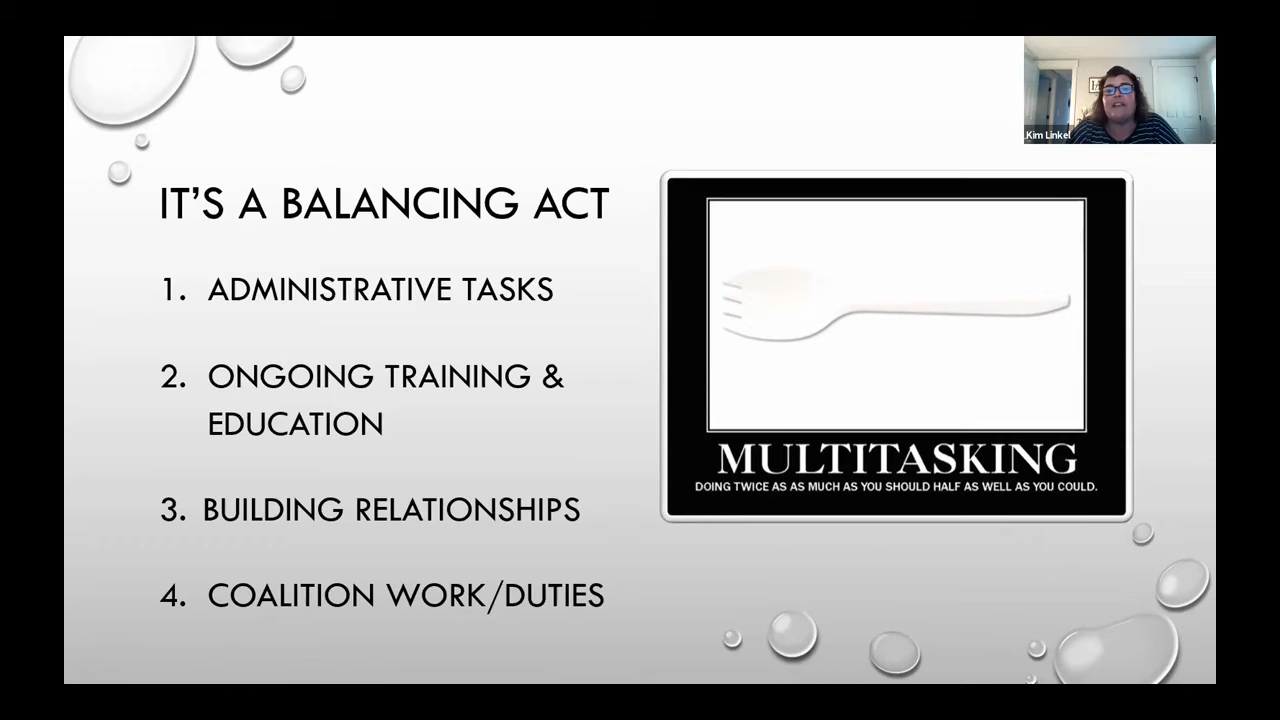 Kim Linkel
IT'S A BALANCING ACT
1. ADMINISTRATIVE TASKS
2. ONGOING TRAINING &
EDUCATION
3. BUILDING RELATIONSHIPS
4. COALITION WORK/DUTIES
MULTITASKING
DOING TWICE AS AS MUCH AS YOU SHOULD HALF AS WELL AS YOU COULD.